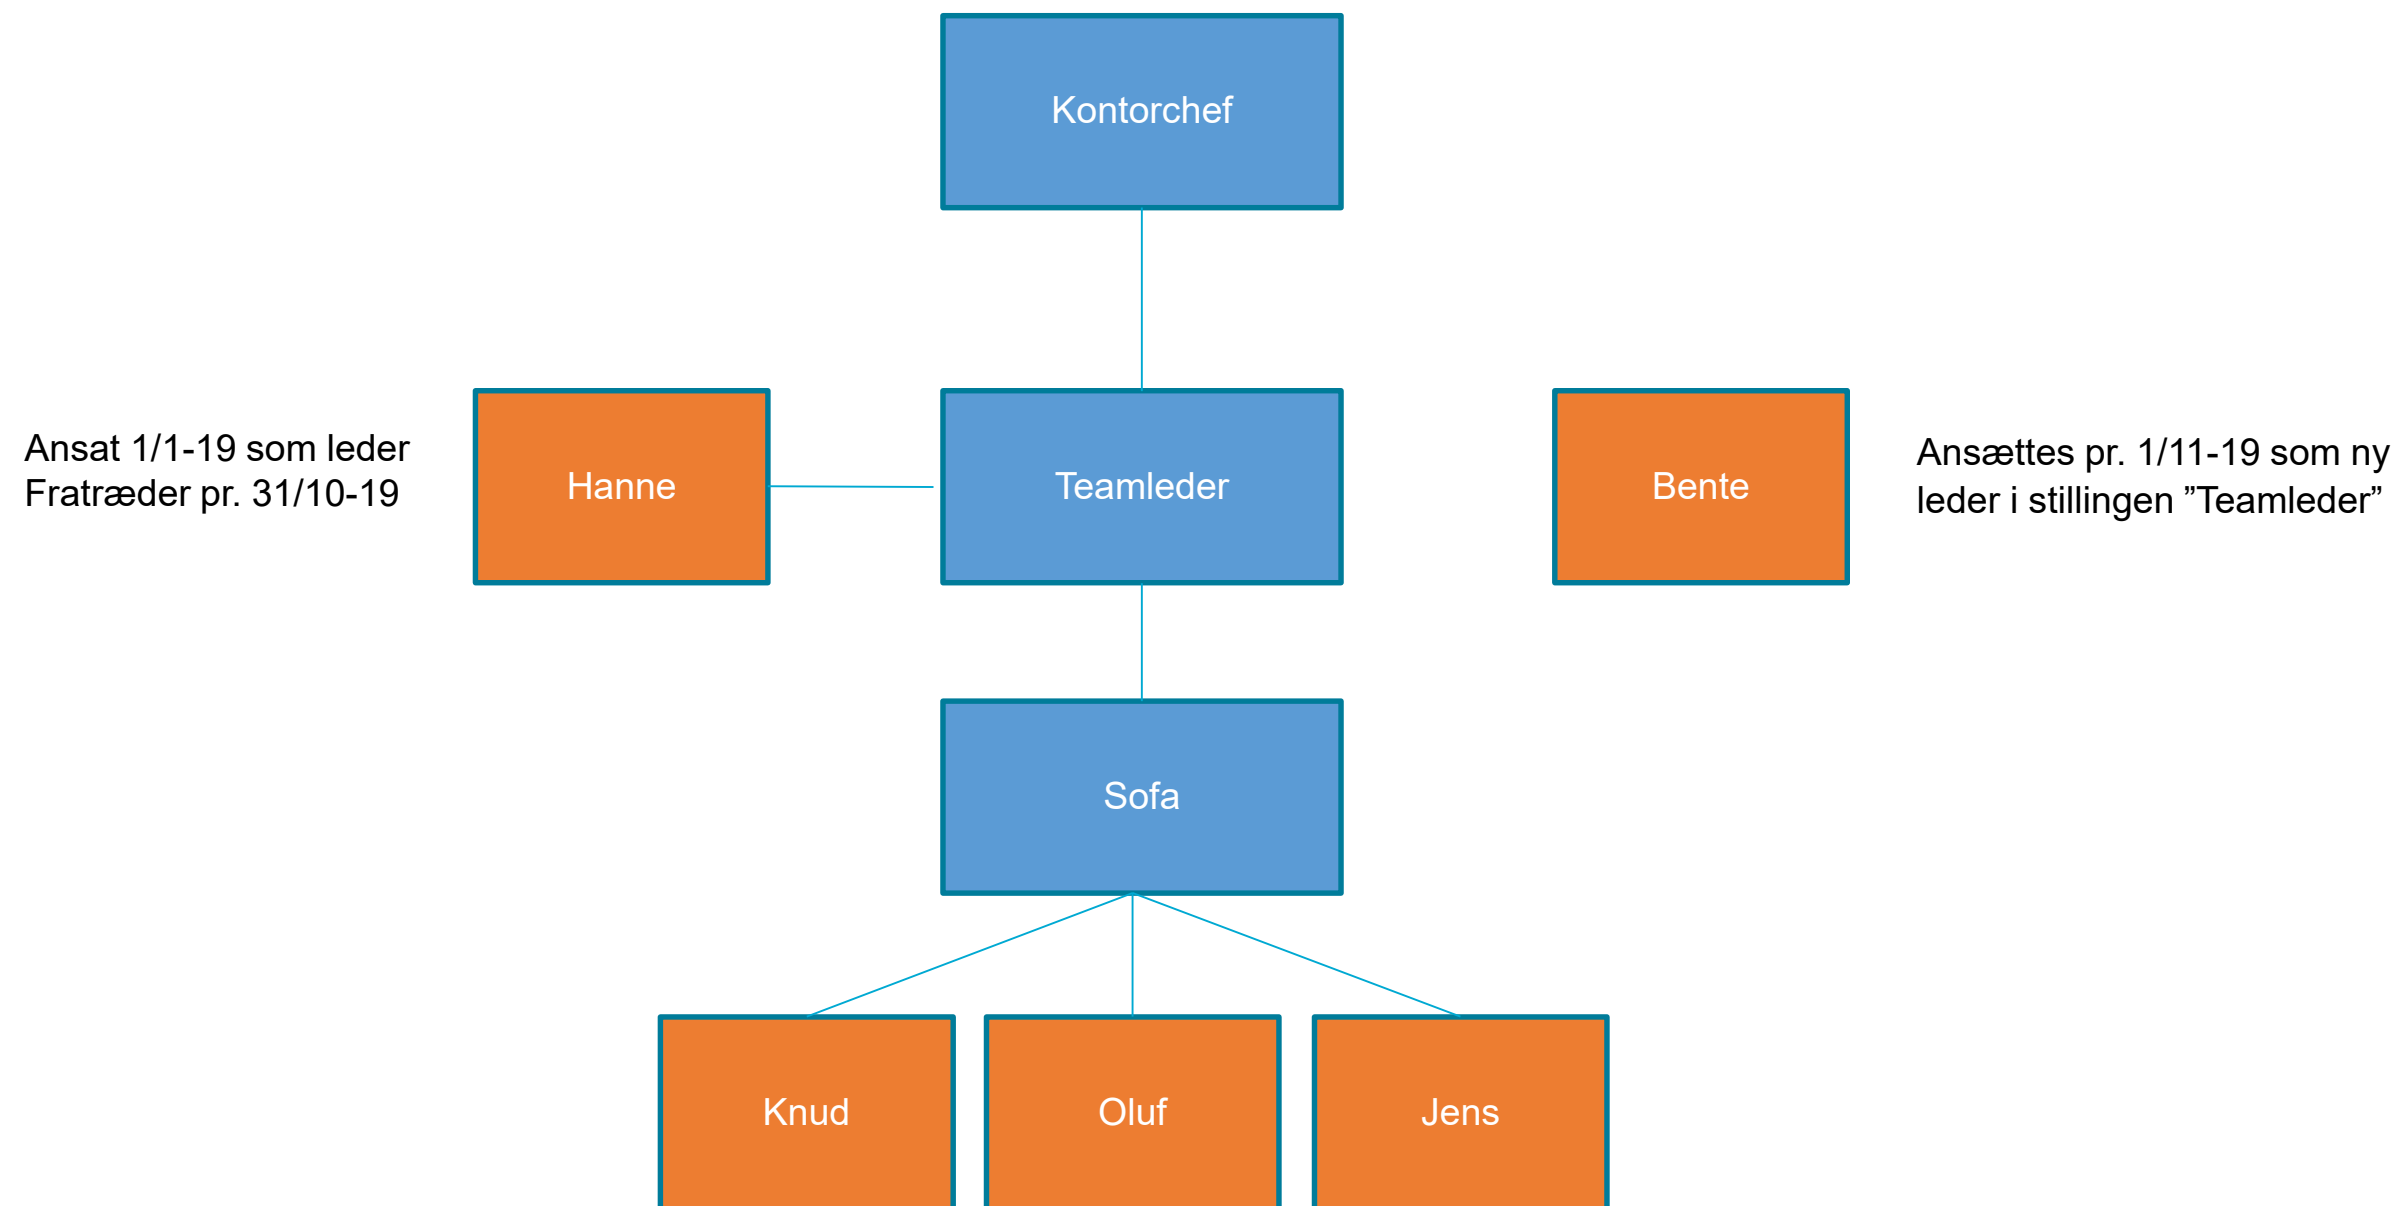 Kontorchef
Ansat 1/1-19 som leder
Fratræder pr. 31/10-19
Hanne
Teamleder
Bente
Ansættes pr. 1/11-19 som ny
leder i stillingen ”Teamleder”
Sofa
Knud
Oluf
Jens